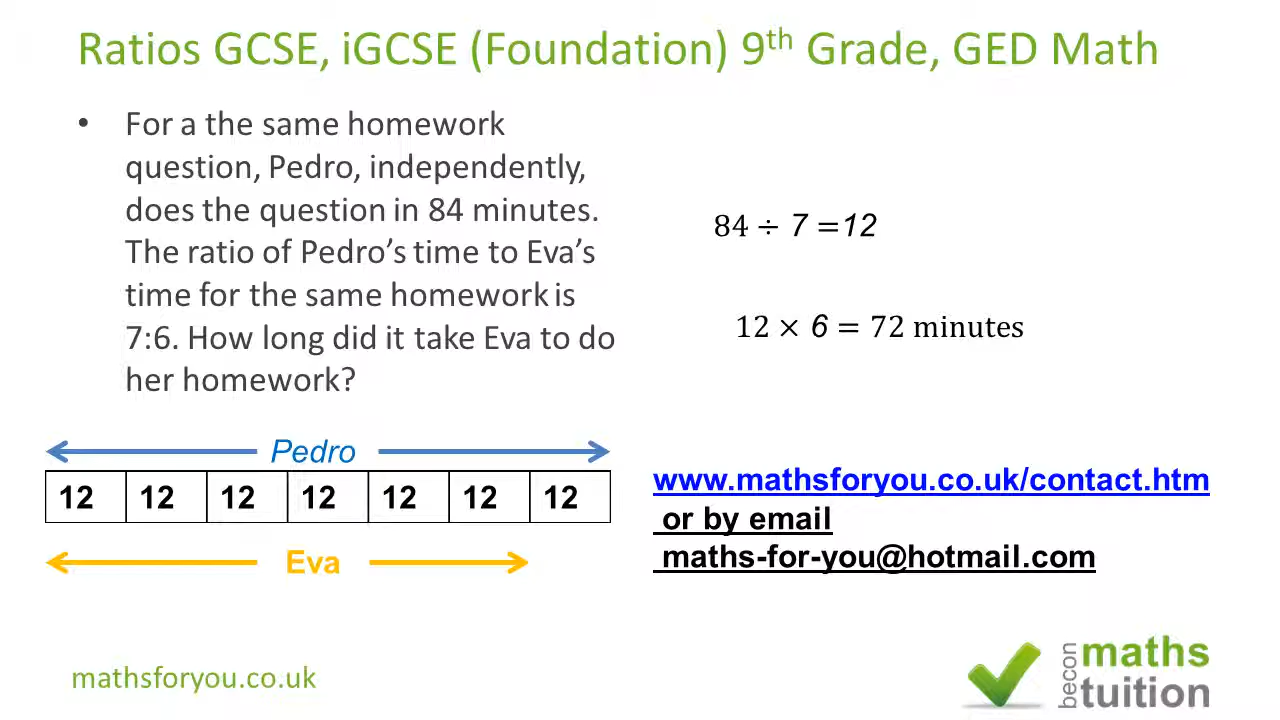 Ratios GCSE, iGCSE (Foundation) 9th Grade, GED Math
• For a the same homework
question, Pedro, independently,
does the question in 84 minutes.
The ratio of Pedro’s time to Eva’s
time for the same homework is
7:6. How long did it take Eva to do
her homework?
84 ÷ 7 =12
12 × 6 = 72 minutes
Pedro
12 12 12 12 12 12 12
Eva
www.mathsforyou.co.uk/contact.htm
or by email
maths-for-you@hotmail.com
mathsforyou.co.uk
becon
maths
tuition